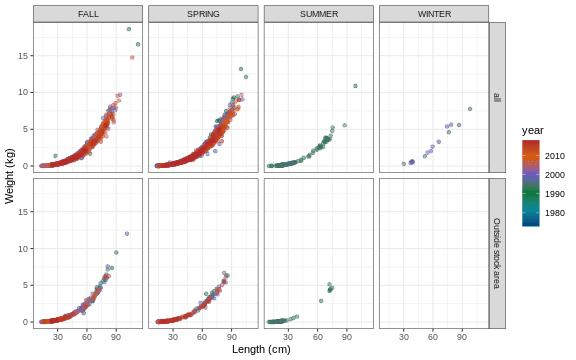 FALL SPRING SUMMER WINTER
all
15
10
5
0
Outside stock area
15
10
5
0
30 60 90 30 60 90 30 60 90 30 60 90
Length (cm)
Weight (kg)
year
2010
2000
1990
1980